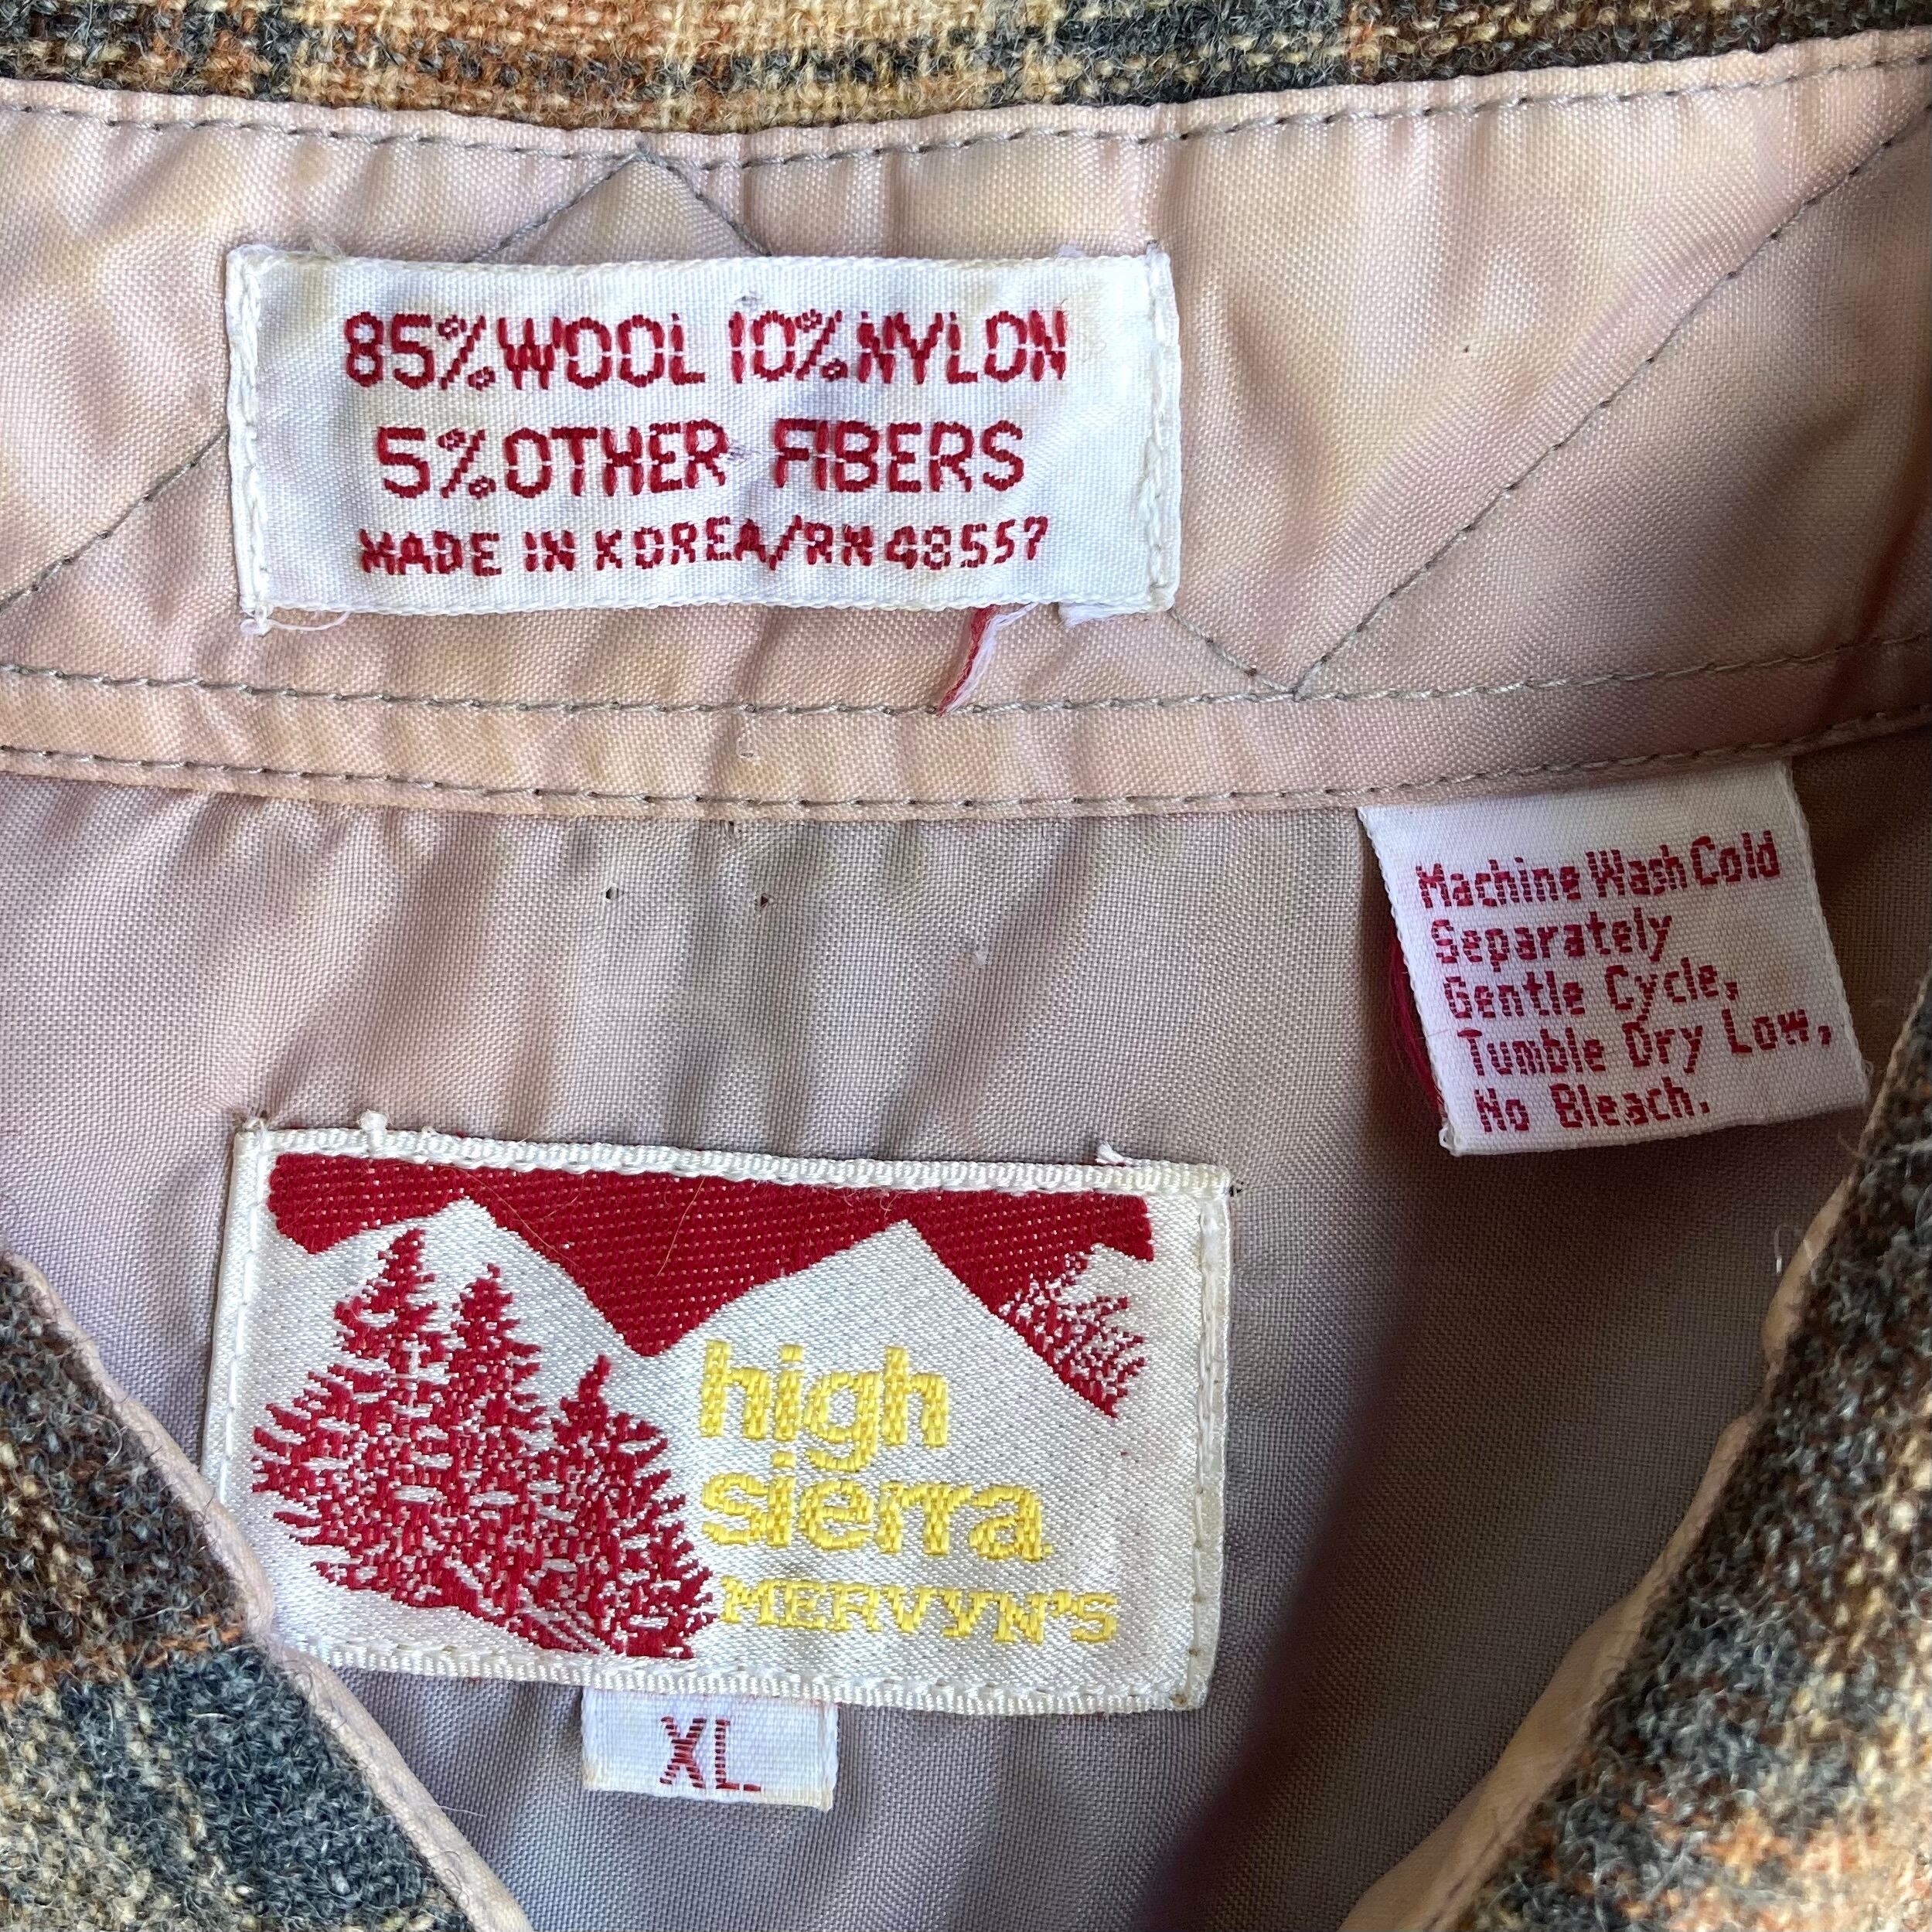 85% WOOL 10% NYLON
5% OTHER FIBERS
MADE IN KOREA/RN 48557
Machine Wash Cold
Separately
Gentle Cycle,
Tumble Dry Low,
No Bleach.
high
sierra
MERVYN'S
XL